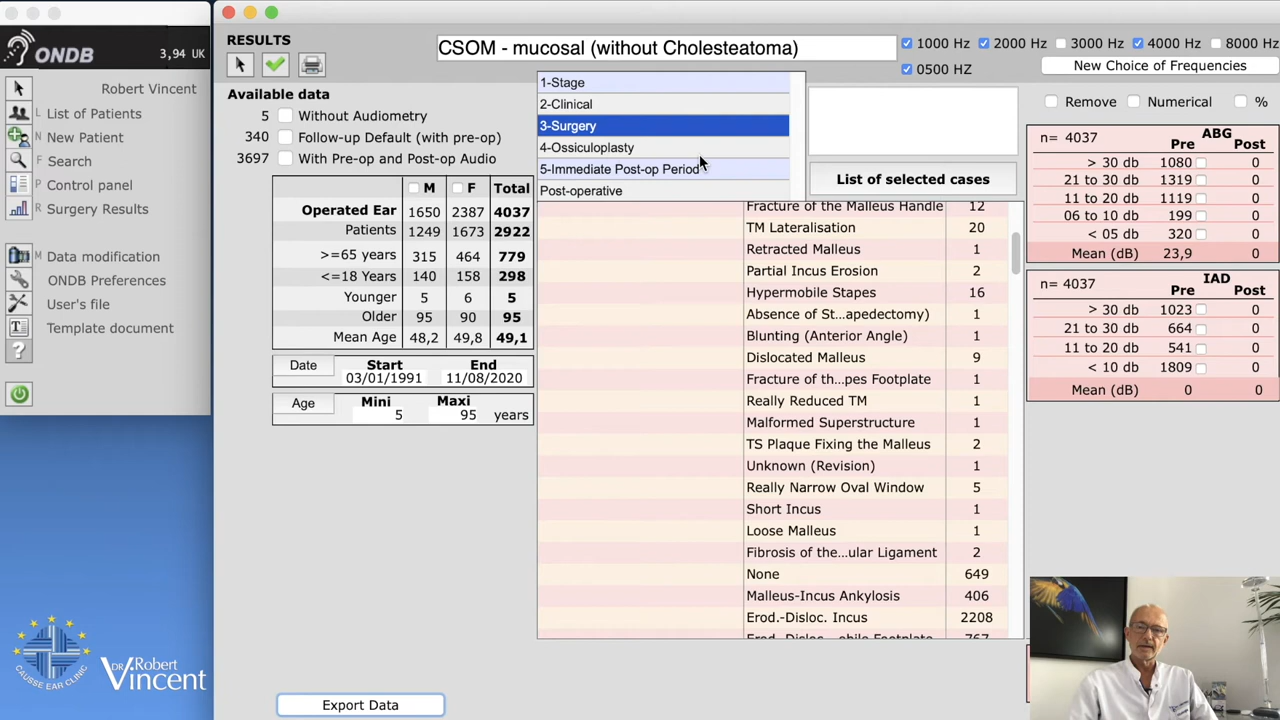 ONDB
3,94 UK
Robert Vincent
L List of Patients
N New Patient
F Search
P Control panel
R Surgery Results
M Data modification
ONDB Preferences
User's file
Template document
?
DR Robert
Vincent
CAUSSE EAR CLINIC
RESULTS
CSOM - mucosal (without Cholesteatoma)
1000 Hz 2000 Hz 3000 Hz 4000 Hz 8000 Hz
0500 HZ
New Choice of Frequencies
Remove Numerical %
Available data
5 Without Audiometry
340 Follow-up Default (with pre-op)
3697 With Pre-op and Post-op Audio
M F Total
Operated Ear 1650 2387 4037
Patients 1249 1673 2922
>=65 years 315 464 779
<=18 Years 140 158 298
Younger 5 6 5
Older 95 90 95
Mean Age 48,2 49,8 49,1
Date Start End
03/01/1991 11/08/2020
Age Mini Maxi
5 95 years
Export Data
1-Stage
2-Clinical
3-Surgery
4-Ossiculoplasty
5-Immediate Post-op Period
Post-operative
List of selected cases
Fracture of the Malleus Handle 12
TM Lateralisation 20
Retracted Malleus 1
Partial Incus Erosion 2
Hypermobile Stapes 16
Absence of St...apedectomy) 1
Blunting (Anterior Angle) 1
Dislocated Malleus 9
Fracture of th...pes Footplate 1
Really Reduced TM 1
Malformed Superstructure 1
TS Plaque Fixing the Malleus 2
Unknown (Revision) 1
Really Narrow Oval Window 5
Short Incus 1
Loose Malleus 1
Fibrosis of the...ular Ligament 2
None 649
Malleus-Incus Ankylosis 406
Erod.-Disloc. Incus 2208
Erod.-Disloc...obile Footplate 767
n= 4037 ABG
Pre Post
> 30 db 1080 0
21 to 30 db 1319 0
11 to 20 db 1119 0
06 to 10 db 199 0
< 05 db 320 0
Mean (dB) 23,9 0
n= 4037 IAD
Pre Post
> 30 db 1023 0
21 to 30 db 664 0
11 to 20 db 541 0
< 10 db 1809 0
Mean (dB) 0 0